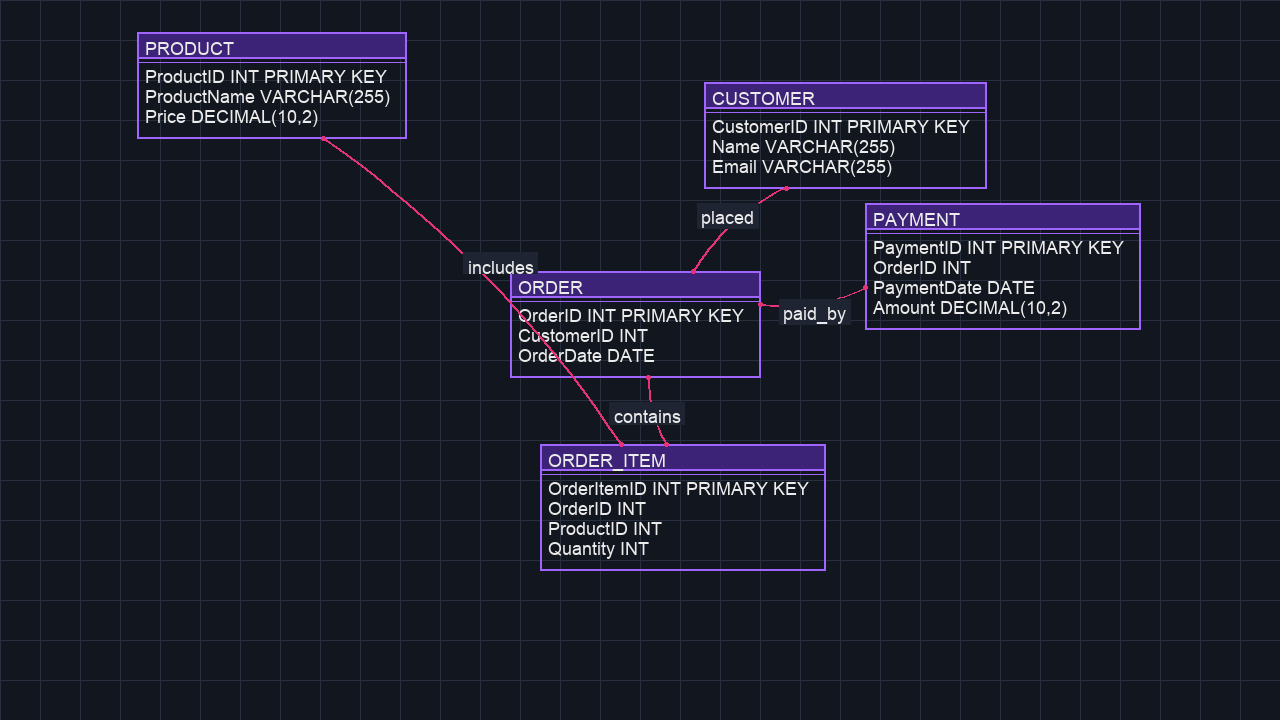 PRODUCT
ProductID INT PRIMARY KEY
ProductName VARCHAR(255)
Price DECIMAL(10,2)
CUSTOMER
CustomerID INT PRIMARY KEY
Name VARCHAR(255)
Email VARCHAR(255)
placed
PAYMENT
PaymentID INT PRIMARY KEY
OrderID INT
PaymentDate DATE
Amount DECIMAL(10,2)
includes
ORDER
OrderID INT PRIMARY KEY
CustomerID INT
OrderDate DATE
paid_by
contains
ORDER_ITEM
OrderItemID INT PRIMARY KEY
OrderID INT
ProductID INT
Quantity INT